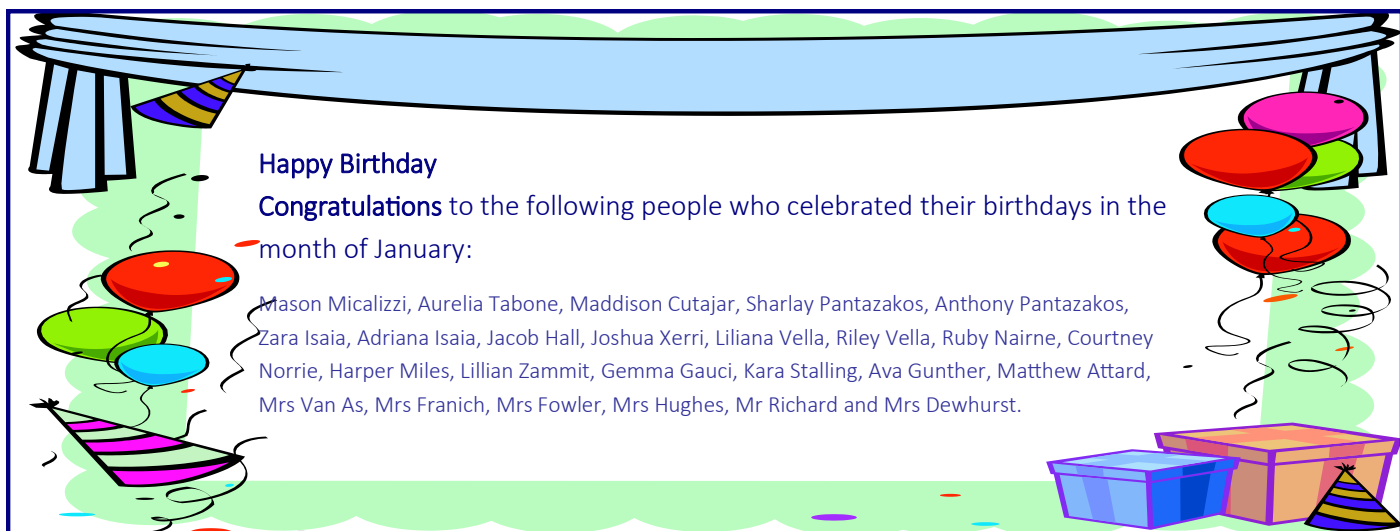 Happy Birthday
Congratulations to the following people who celebrated their birthdays in the
month of January:
Mason Micalizzi, Aurelia Tabone, Maddison Cutajar, Sharlay Pantazakos, Anthony Pantazakos,
Zara Isaia, Adriana Isaia, Jacob Hall, Joshua Xerri, Liliana Vella, Riley Vella, Ruby Nairne, Courtney
Norrie, Harper Miles, Lillian Zammit, Gemma Gauci, Kara Stalling, Ava Gunther, Matthew Attard,
Mrs Van As, Mrs Franich, Mrs Fowler, Mrs Hughes, Mr Richard and Mrs Dewhurst.